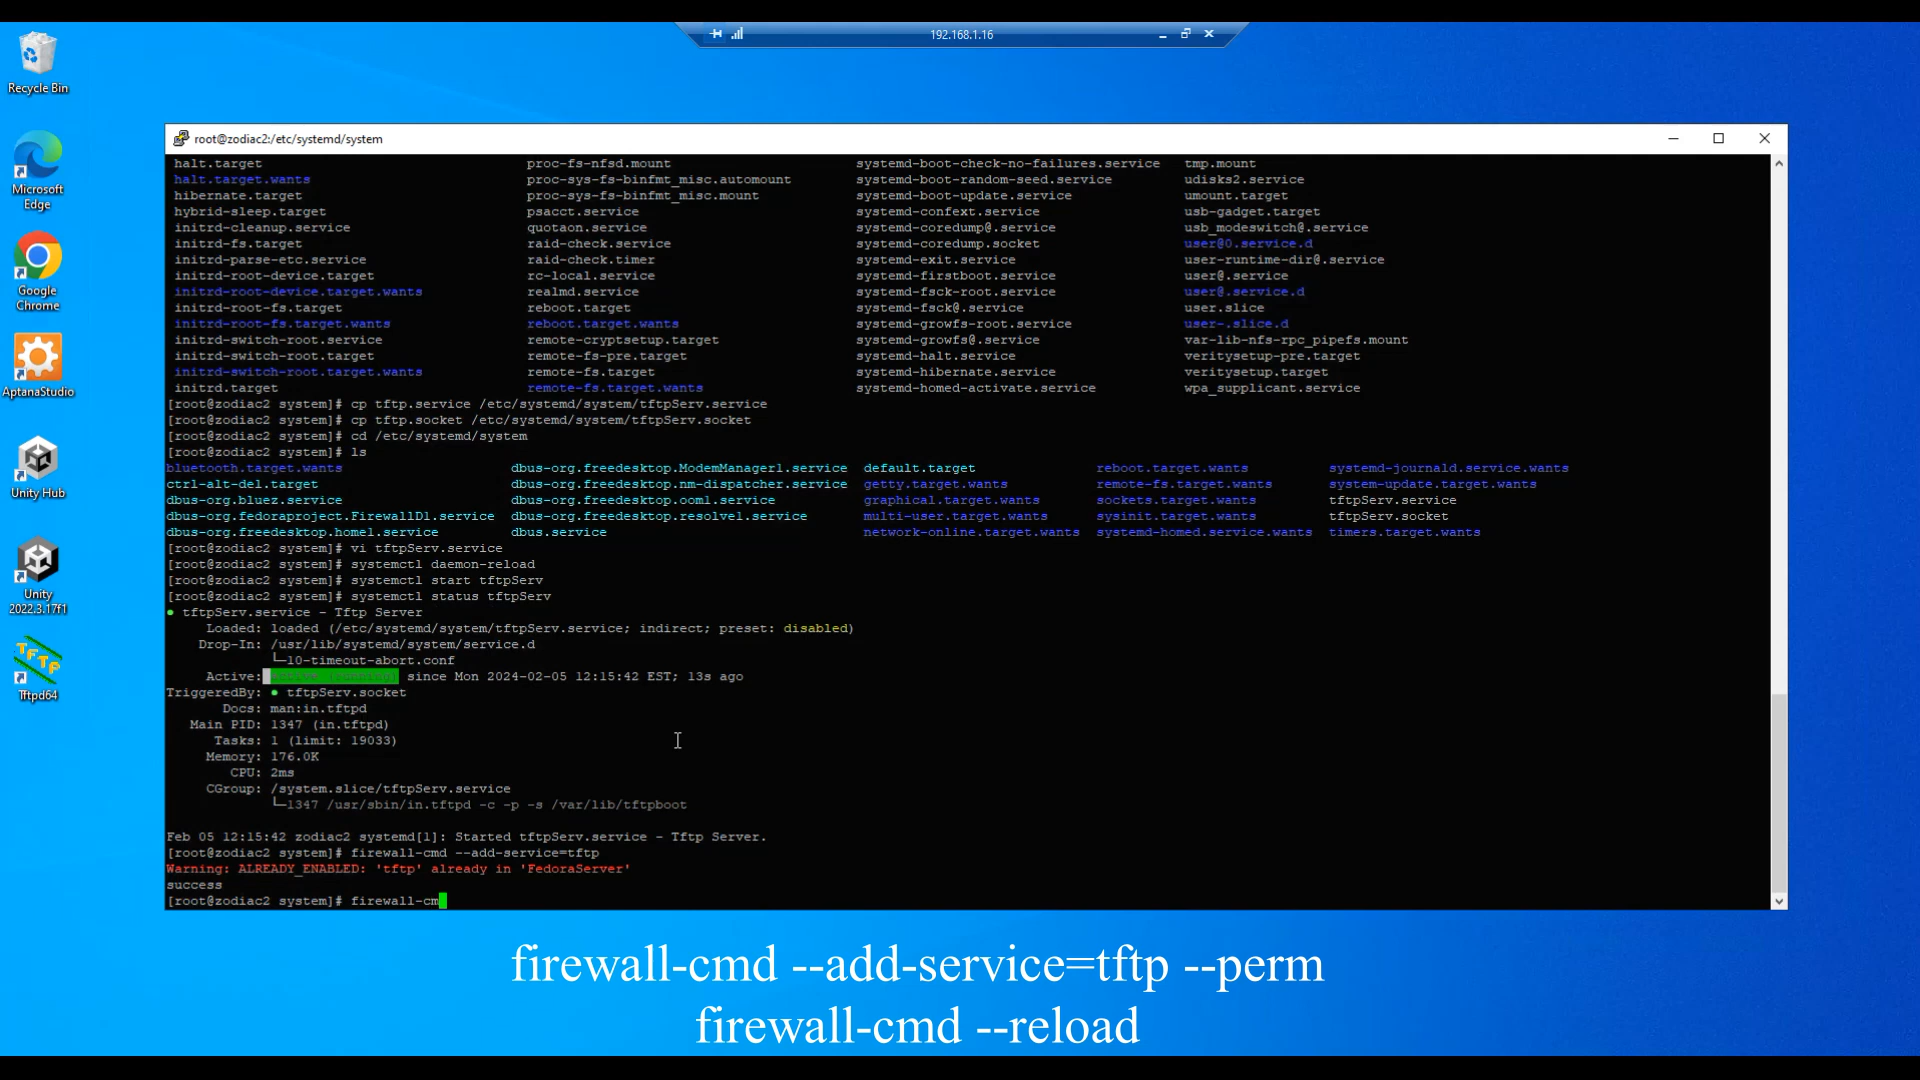 192.168.1.16
Recycle Bin
Microsoft
Edge
Google
Chrome
AptanaStudio
Unity Hub
Unity
2022.3.17f1
TFTP
Tftpd64
root@zodiac2:/etc/systemd/system
halt.target proc-fs-nfsd.mount systemd-boot-check-no-failures.service tmp.mount
halt.target.wants proc-sys-fs-binfmt_misc.automount systemd-boot-random-seed.service udisks2.service
hibernate.target proc-sys-fs-binfmt_misc.mount systemd-boot-update.service umount.target
hybrid-sleep.target psacct.service systemd-confext.service usb-gadget.target
initrd-cleanup.service quotaon.service systemd-coredump@.service usb_modeswitch@.service
initrd-fs.target raid-check.service systemd-coredump.socket user@0.service.d
initrd-parse-etc.service raid-check.timer systemd-exit.service user-runtime-dir@.service
initrd-root-device.target rc-local.service systemd-firstboot.service user@.service
initrd-root-device.target.wants realmd.service systemd-fsck-root.service user@.service.d
initrd-root-fs.target reboot.target systemd-fsck@.service user.slice
initrd-root-fs.target.wants reboot.target.wants systemd-growfs-root.service user-.slice.d
initrd-switch-root.service remote-cryptsetup.target systemd-growfs@.service var-lib-nfs-rpc_pipefs.mount
initrd-switch-root.target remote-fs-pre.target systemd-halt.service veritysetup-pre.target
initrd-switch-root.target.wants remote-fs.target systemd-hibernate.service veritysetup.target
initrd.target remote-fs.target.wants systemd-homed-activate.service wpa_supplicant.service
[root@zodiac2 system]# cp tftp.service /etc/systemd/system/tftpServ.service
[root@zodiac2 system]# cp tftp.socket /etc/systemd/system/tftpServ.socket
[root@zodiac2 system]# cd /etc/systemd/system
[root@zodiac2 system]# ls
bluetooth.target.wants dbus-org.freedesktop.ModemManager1.service default.target reboot.target.wants systemd-journald.service.wants
ctrl-alt-del.target dbus-org.freedesktop.nm-dispatcher.service getty.target.wants remote-fs.target.wants system-update.target.wants
dbus-org.bluez.service dbus-org.freedesktop.oom1.service graphical.target.wants sockets.target.wants tftpServ.service
dbus-org.fedoraproject.FirewallD1.service dbus-org.freedesktop.resolve1.service multi-user.target.wants sysinit.target.wants tftpServ.socket
dbus-org.freedesktop.home1.service dbus.service network-online.target.wants systemd-homed.service.wants timers.target.wants
[root@zodiac2 system]# vi tftpServ.service
[root@zodiac2 system]# systemctl daemon-reload
[root@zodiac2 system]# systemctl start tftpServ
[root@zodiac2 system]# systemctl status tftpServ
● tftpServ.service - Tftp Server
Loaded: loaded (/etc/systemd/system/tftpServ.service; indirect; preset: disabled)
Drop-In: /usr/lib/systemd/system/service.d
└─10-timeout-abort.conf
Active: active (running) since Mon 2024-02-05 12:15:42 EST; 13s ago
TriggeredBy: ● tftpServ.socket
Docs: man:in.tftpd
Main PID: 1347 (in.tftpd)
Tasks: 1 (limit: 19033)
Memory: 176.0K
CPU: 2ms
CGroup: /system.slice/tftpServ.service
└─1347 /usr/sbin/in.tftpd -c -p -s /var/lib/tftpboot
Feb 05 12:15:42 zodiac2 systemd[1]: Started tftpServ.service - Tftp Server.
[root@zodiac2 system]# firewall-cmd --add-service=tftp
Warning: ALREADY_ENABLED: 'tftp' already in 'FedoraServer'
success
[root@zodiac2 system]# firewall-cm
firewall-cmd --add-service=tftp --perm
firewall-cmd --reload